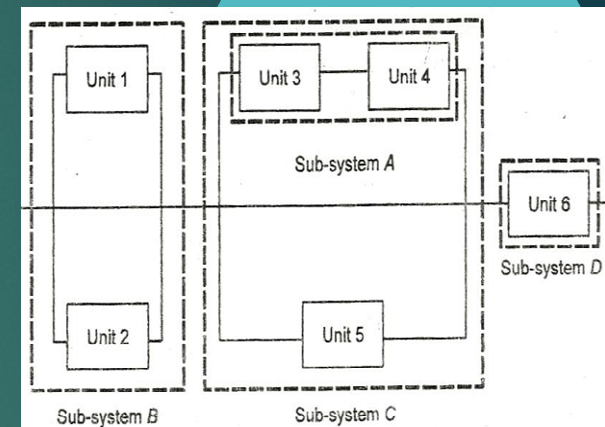 Unit 1
Unit 3
Unit 4
Sub-system A
Unit 6
Sub-system D
Unit 2
Unit 5
Sub-system B
Sub-system C